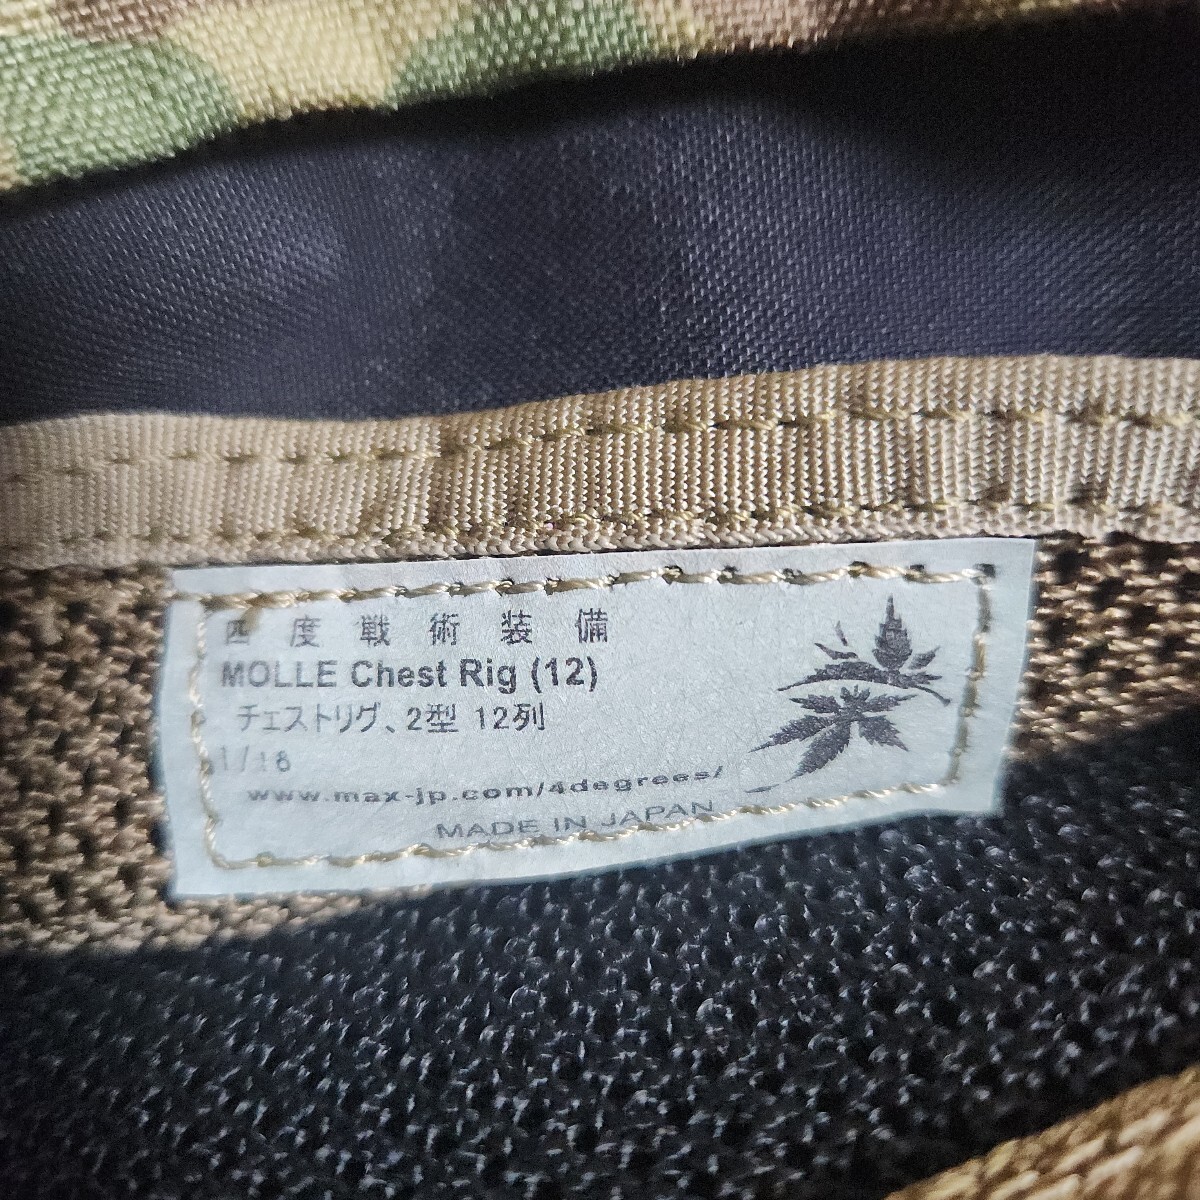 四度戦術装備
MOLLE Chest Rig (12)
チェストリグ、2型 12列
1/18
www.max-jp.com/4degrees/
MADE IN JAPAN